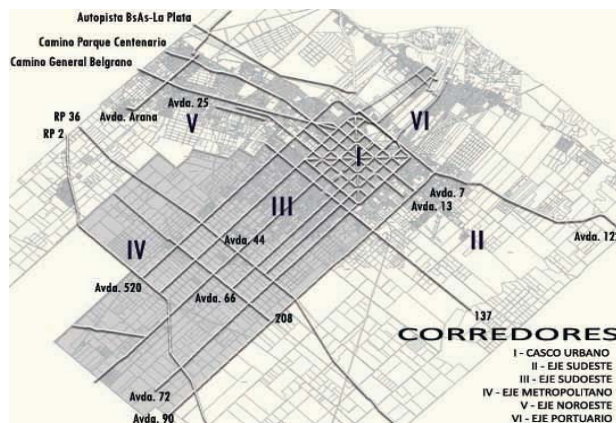 Autopista BsAs-La Plata
Camino Parque Centenario
Camino General Belgrano
Avda. 25
Avda. Arana
RP 36
RP 2
V
VI
I
Avda. 7
Avda. 13
III
II
Avda. 44
IV
Avda. 12
Avda. 520
Avda. 66
208
137
CORREDORES
I - CASCO URBANO
II - EJE SUDESTE
III - EJE SUDOESTE
IV - EJE METROPOLITANO
V - EJE NOROESTE
VI - EJE PORTUARIO
Avda. 72
Avda. 90